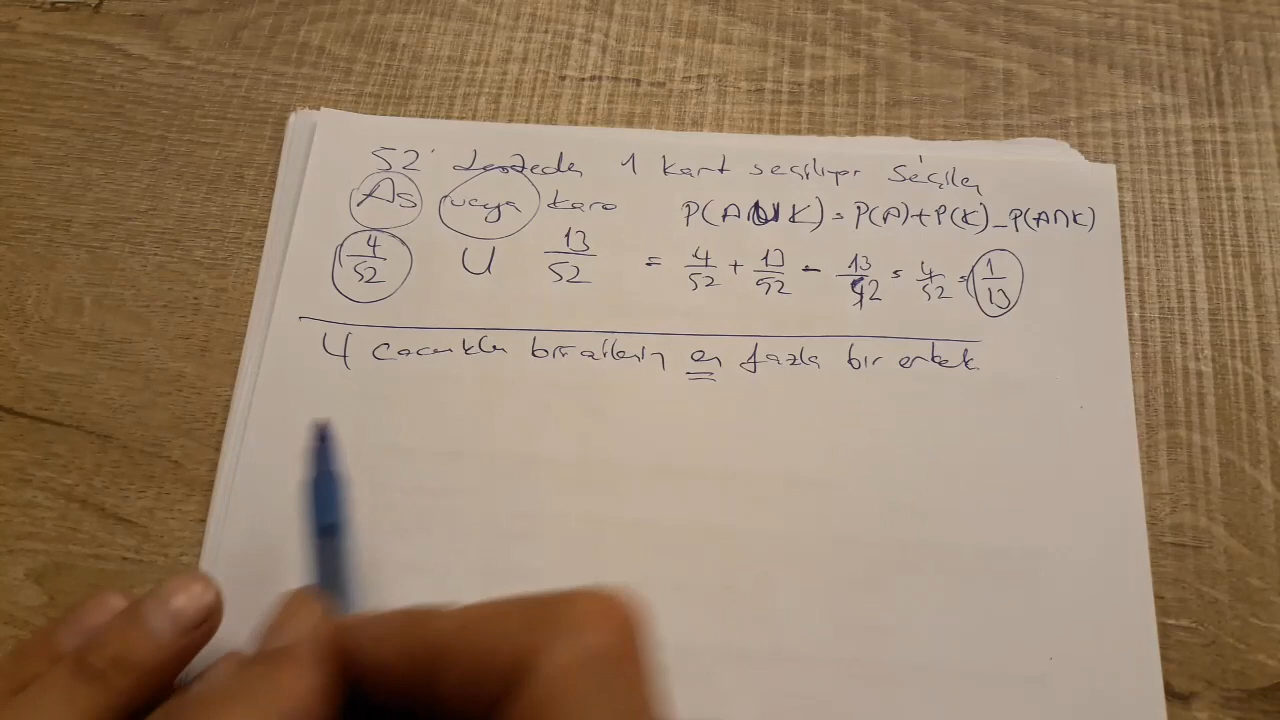 52' destede 1 kart seçiliyor Seçilen
As veya karo P(A∪K) = P(A)+P(K)-P(A∩K)
4/52 ∪ 13/52 = 4/52 + 13/52 - 13/52 = 4/52 = 1/13
4 çocuklu bir ailenin en fazla bir erkek